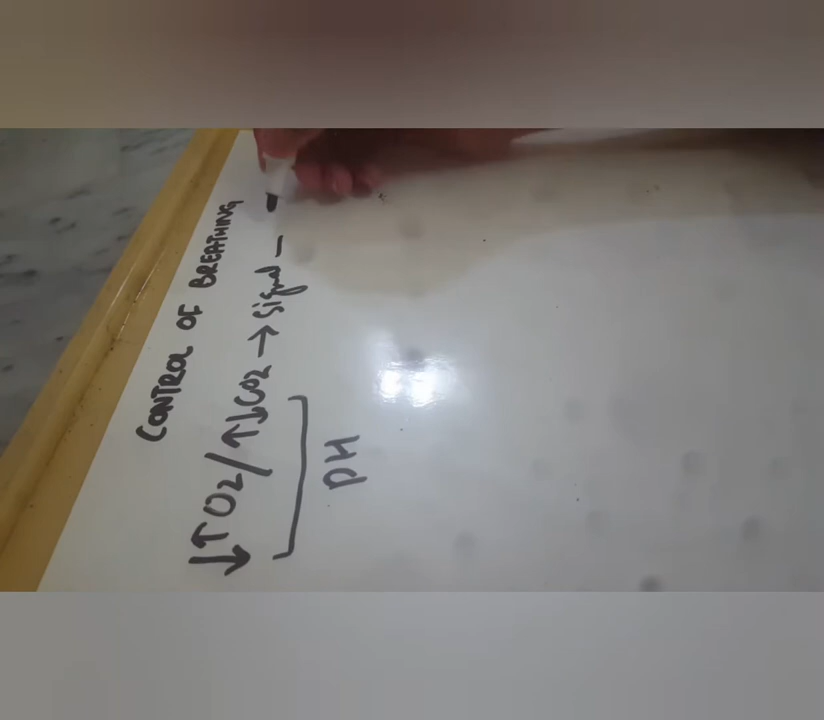 CONTROL OF BREATHING
↓↑O2/↑↓CO2 → Signal -
pH